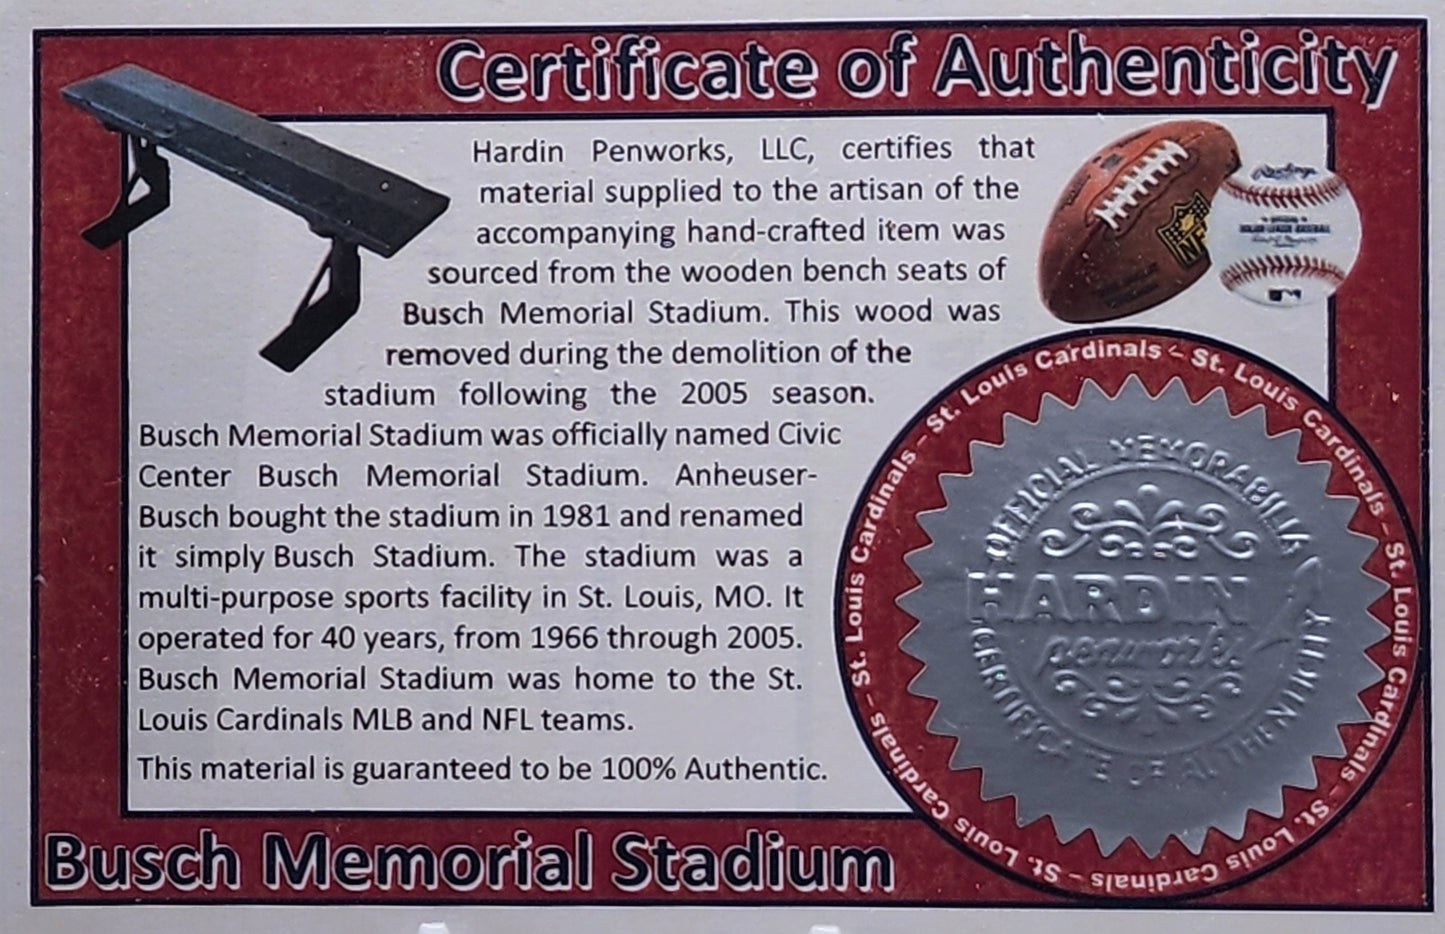 Certificate of Authenticity
Hardin Penworks, LLC, certifies that
material supplied to the artisan of the
accompanying hand-crafted item was
sourced from the wooden bench seats of
Busch Memorial Stadium. This wood was
removed during the demolition of the
stadium following the 2005 season.
Busch Memorial Stadium was officially named Civic
Center Busch Memorial Stadium. Anheuser-
Busch bought the stadium in 1981 and renamed
it simply Busch Stadium. The stadium was a
multi-purpose sports facility in St. Louis, MO. It
operated for 40 years, from 1966 through 2005.
Busch Memorial Stadium was home to the St.
Louis Cardinals MLB and NFL teams.
This material is guaranteed to be 100% Authentic.
Rawlings
NFL
St. Louis Cardinals - St. Louis Cardinals - St. Louis Cardinals - St. Louis Cardinals - St. Louis Cardinals - St. Louis Cardinals - St. Louis Cardinals -
OFFICIAL MEMORABILIA
HARDIN
penworks
CERTIFICATE OF AUTHENTICITY
Busch Memorial Stadium